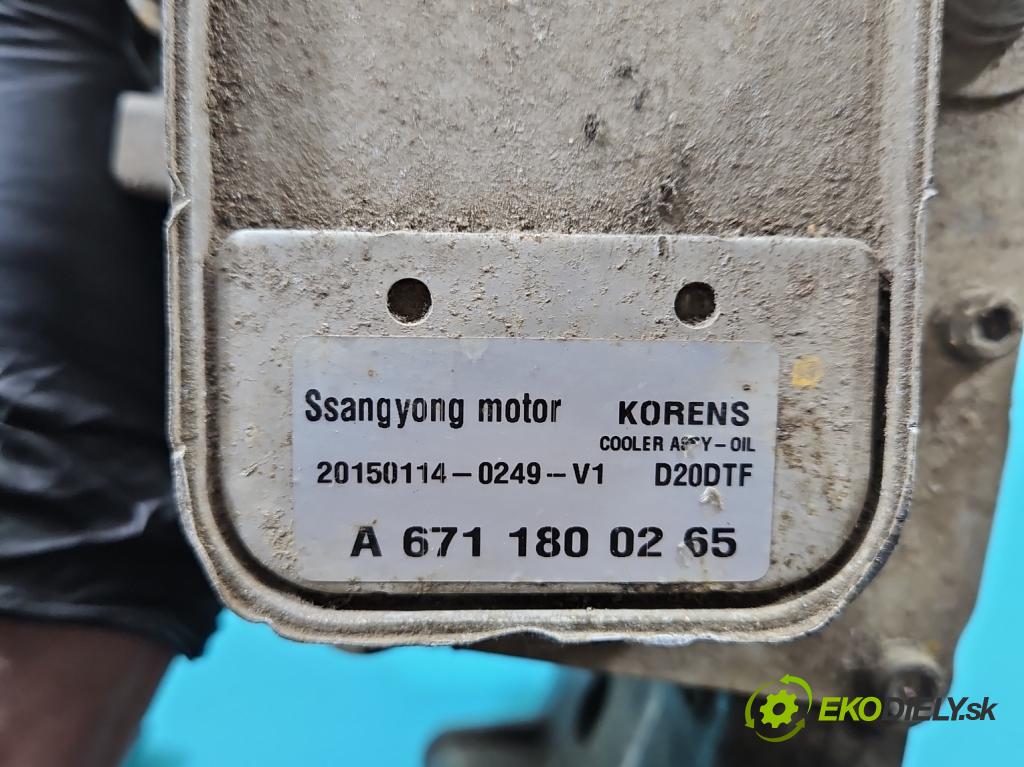 Ssangyong motor KORENS
COOLER ASSY-OIL
20150114-0249-V1 D20DTF
A 671 180 02 65
EKODIELY.sk